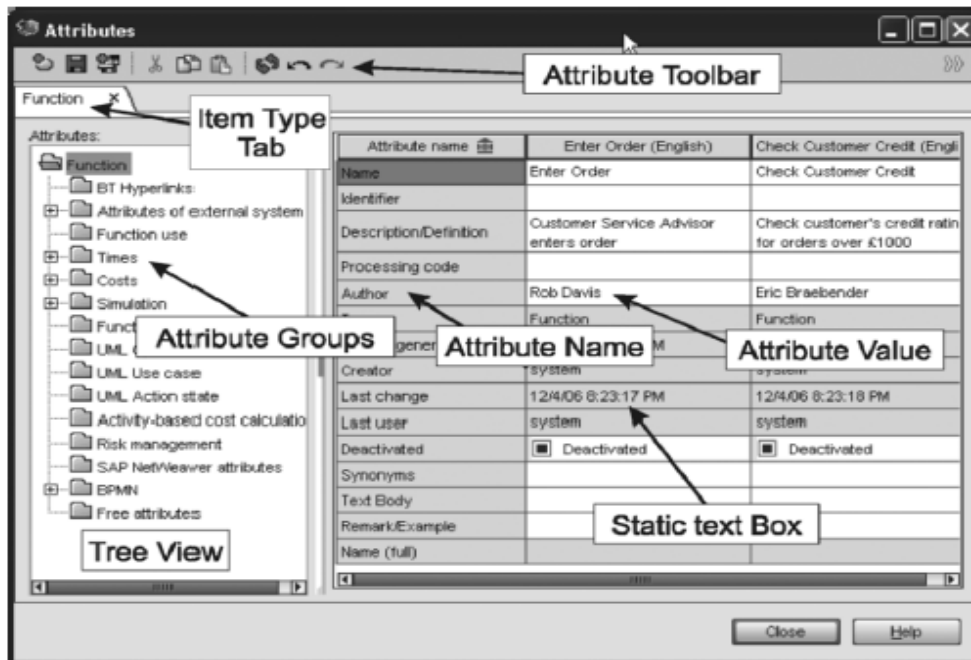 Attributes
Attribute Toolbar
Function
Item Type
Tab
Attributes:
Function
BT Hyperlinks
Attributes of external system
Function use
Times
Costs
Simulation
Funct
UML
UML Use case
UML Action state
Activity-based cost calculatio
Risk management
SAP NetWeaver attributes
BPMN
Free attributes
Tree View
Attribute Groups
Attribute name Enter Order (English) Check Customer Credit (Engli
Name Enter Order Check Customer Credit
Identifier
Description/Definition Customer Service Advisor Check customer's credit ratin
enters order for orders over £1000
Processing code
Author Rob Davis Eric Braebender
Function Function
gener Attribute Name M Attribute Value
Creator system system
Last change 12/4/06 8:23:17 PM 12/4/06 8:23:18 PM
Last user system system
Deactivated Deactivated Deactivated
Synonyms
Text Body
Static text Box
Remark/Example
Name (full)
Close Help